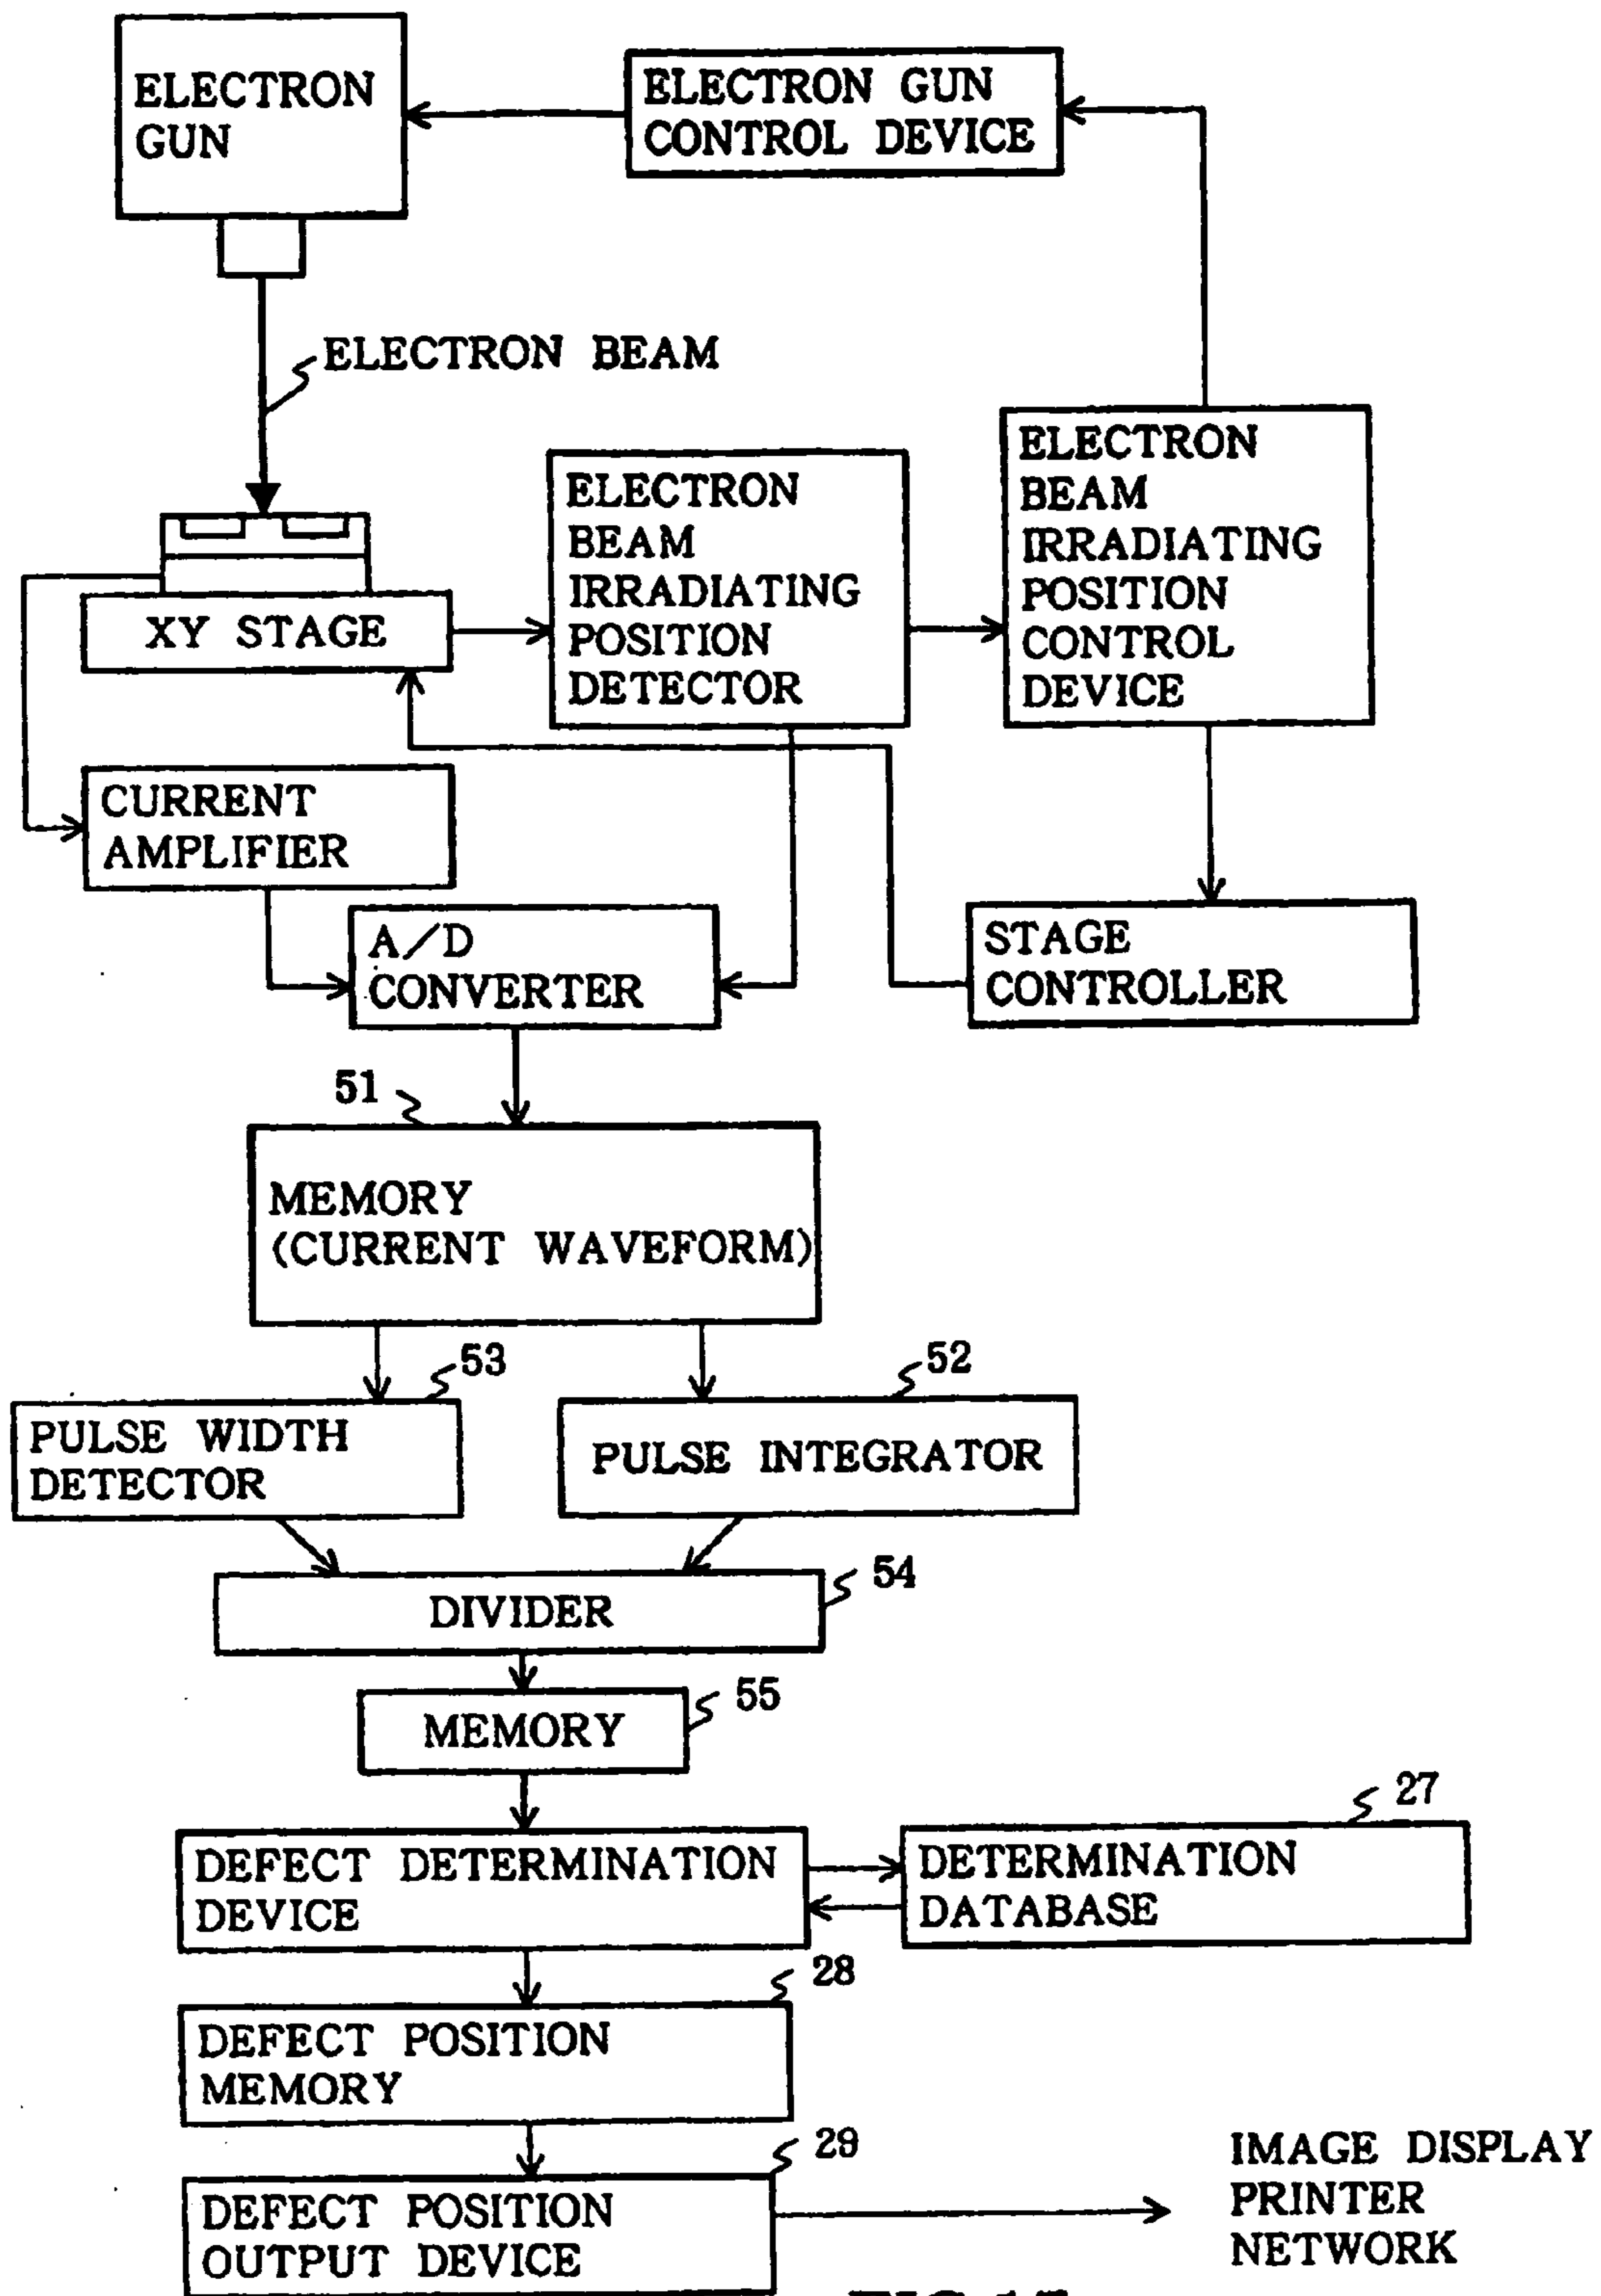 ELECTRON
GUN
ELECTRON GUN
CONTROL DEVICE
ELECTRON BEAM
ELECTRON
BEAM
IRRADIATING
POSITION
DETECTOR
ELECTRON
BEAM
IRRADIATING
POSITION
CONTROL
DEVICE
XY STAGE
CURRENT
AMPLIFIER
A/D
CONVERTER
STAGE
CONTROLLER
51
MEMORY
(CURRENT WAVEFORM)
53
52
PULSE WIDTH
DETECTOR
PULSE INTEGRATOR
54
DIVIDER
55
MEMORY
27
DEFECT DETERMINATION
DEVICE
DETERMINATION
DATABASE
28
DEFECT POSITION
MEMORY
29
DEFECT POSITION
OUTPUT DEVICE
IMAGE DISPLAY
PRINTER
NETWORK